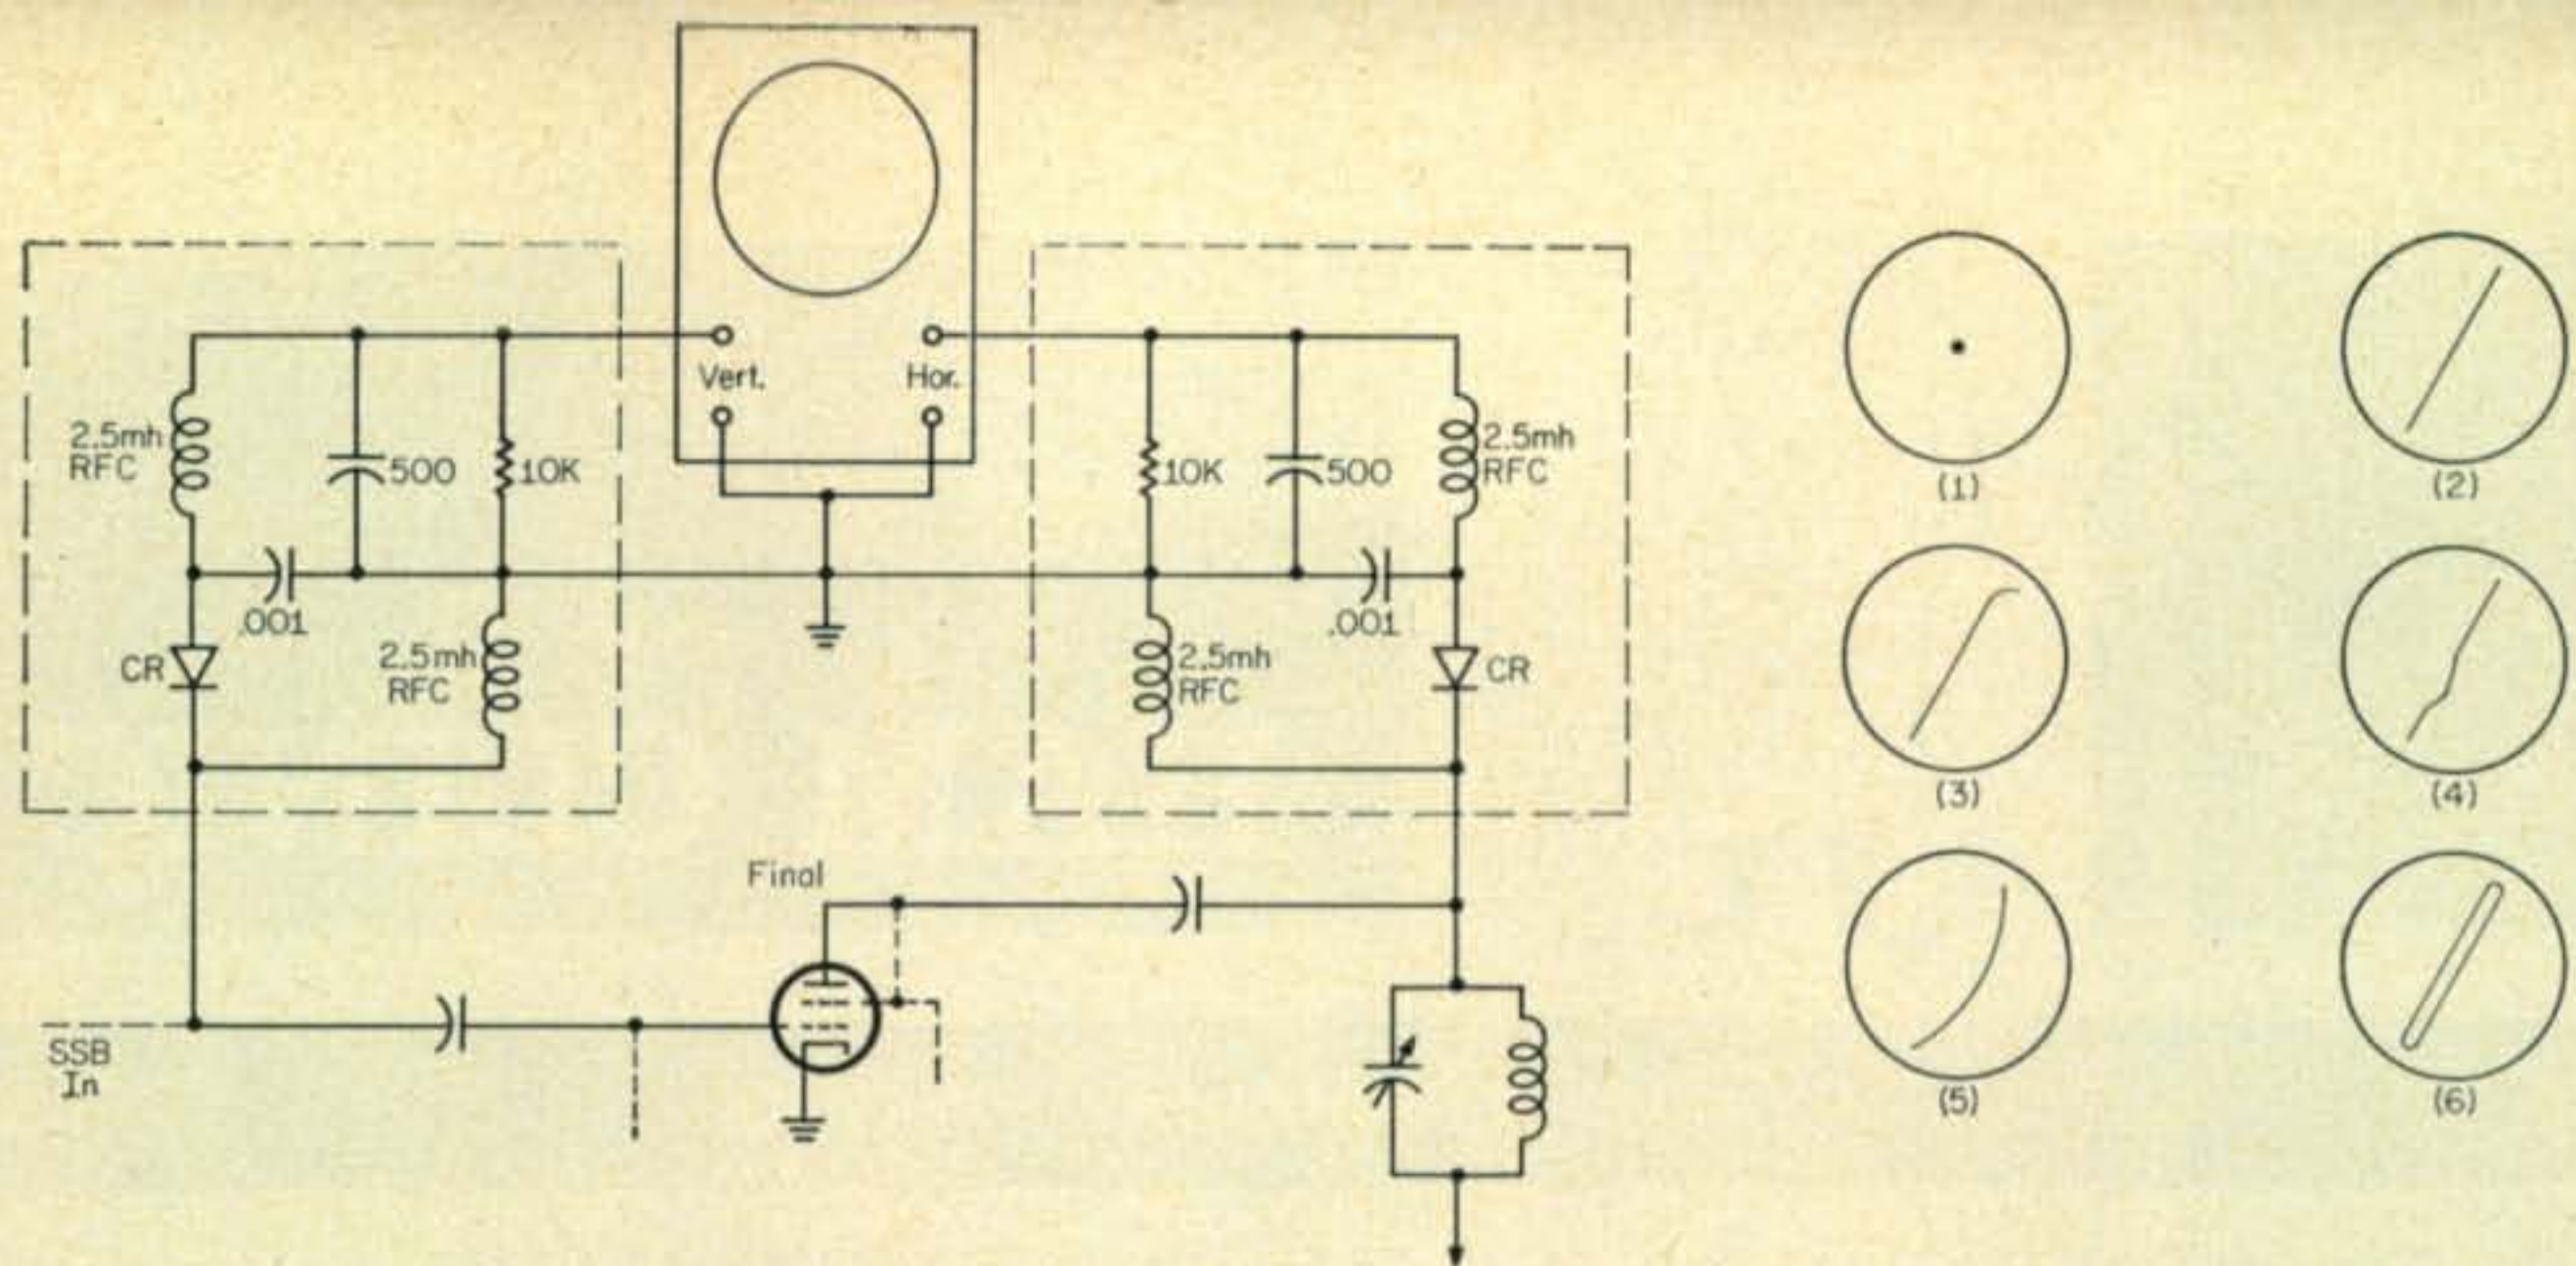 Vert.
Hor.
2.5mh
RFC
500
10K
.001
CR
2.5mh
RFC
10K
500
2.5mh
RFC
.001
2.5mh
RFC
CR
Final
SSB
In
(1)
(2)
(3)
(4)
(5)
(6)